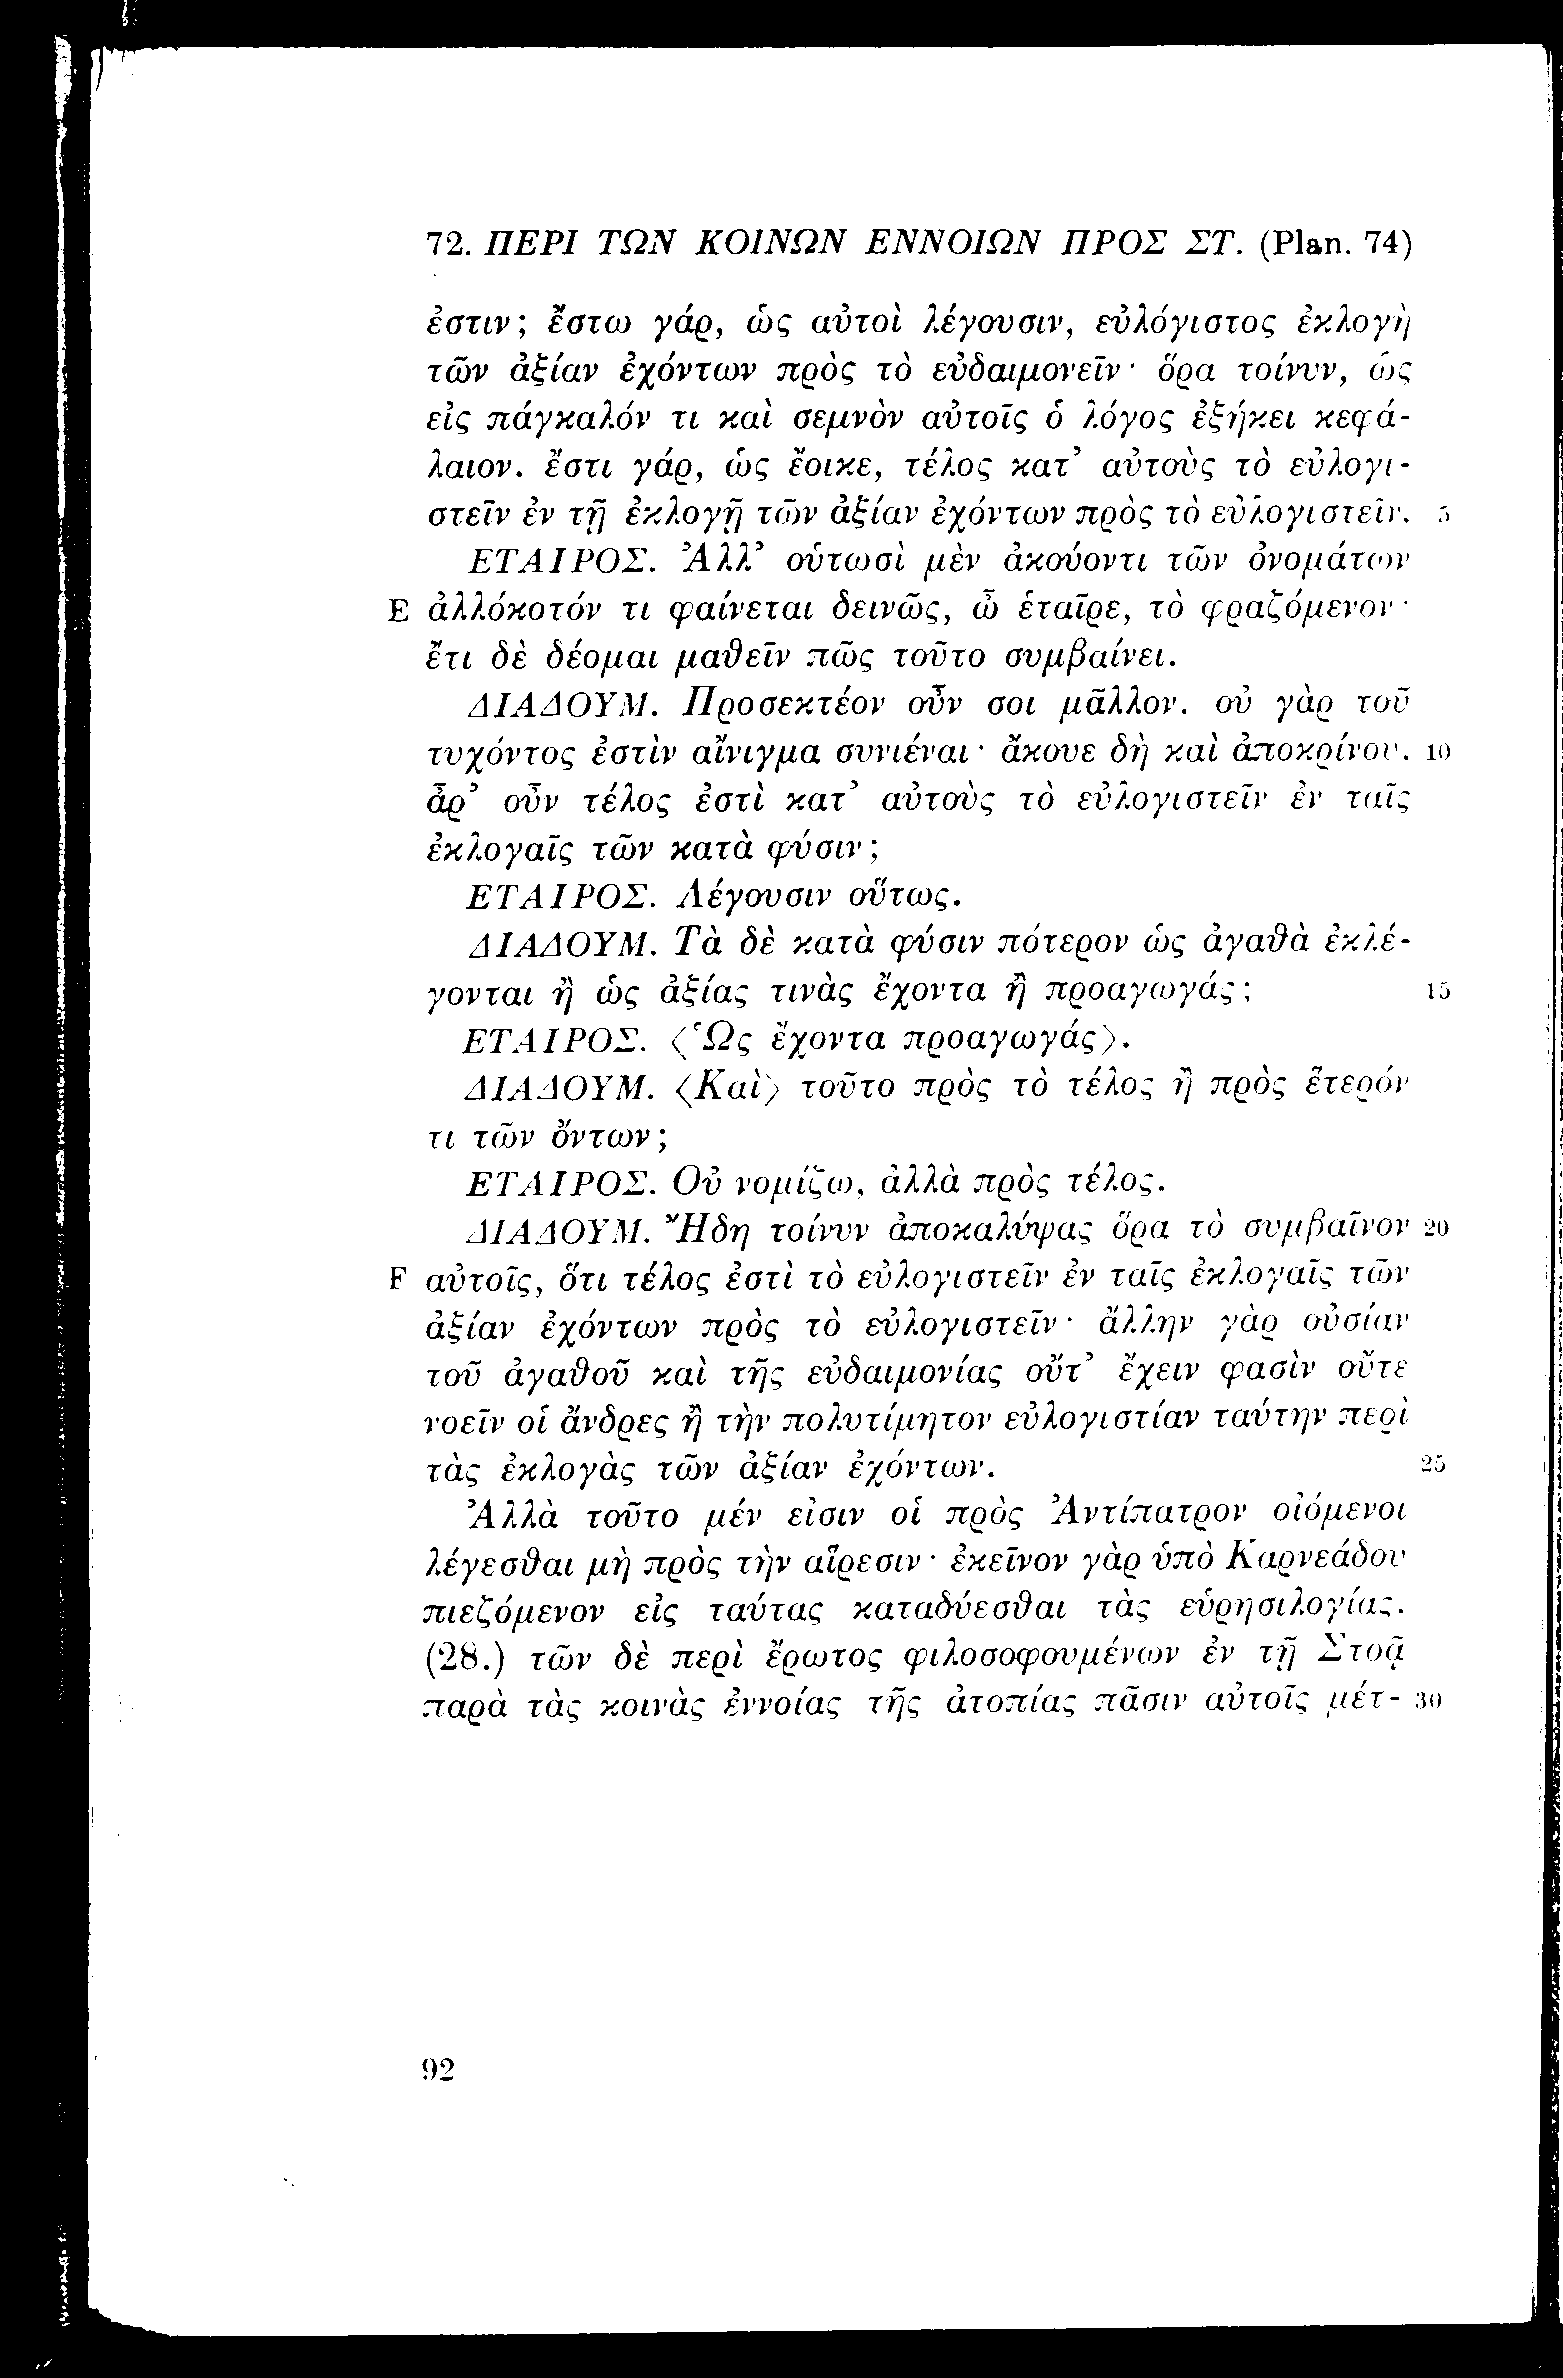 72. ΠΕΡΙ ΤΩΝ ΚΟΙΝΩΝ ΕΝΝΟΙΩΝ ΠΡΟΣ ΣΤ. (Plan. 74)
ἐστιν; ἔστω γάρ, ὡς αὐτοὶ λέγουσιν, εὐλόγιστος ἐκλογὴ
τῶν ἀξίαν ἐχόντων πρὸς τὸ εὐδαιμονεῖν· ὅρα τοίνυν, ὡς
εἰς πάγκαλόν τι καὶ σεμνὸν αὐτοῖς ὁ λόγος ἐξήκει κεφά-
λαιον. ἔστι γάρ, ὡς ἔοικε, τέλος κατ’ αὐτοὺς τὸ εὐλογι-
στεῖν ἐν τῇ ἐκλογῇ τῶν ἀξίαν ἐχόντων πρὸς τὸ εὐλογιστεῖν. 5
ΕΤΑΙΡΟΣ. Ἀλλ’ οὑτωσὶ μὲν ἀκούοντι τῶν ὀνομάτων
E ἀλλόκοτόν τι φαίνεται δεινῶς, ὦ ἑταῖρε, τὸ φραζόμενον·
ἔτι δὲ δέομαι μαθεῖν πῶς τοῦτο συμβαίνει.
ΔΙΑΔΟΥΜ. Προσεκτέον οὖν σοι μᾶλλον. οὐ γὰρ τοῦ
τυχόντος ἐστὶν αἴνιγμα συνιέναι· ἄκουε δὴ καὶ ἀποκρίνου. 10
ἆρ’ οὖν τέλος ἐστὶ κατ’ αὐτοὺς τὸ εὐλογιστεῖν ἐν ταῖς
ἐκλογαῖς τῶν κατὰ φύσιν;
ΕΤΑΙΡΟΣ. Λέγουσιν οὕτως.
ΔΙΑΔΟΥΜ. Τὰ δὲ κατὰ φύσιν πότερον ὡς ἀγαθὰ ἐκλέ-
γονται ἢ ὡς ἀξίας τινὰς ἔχοντα ἢ προαγωγάς; 15
ΕΤΑΙΡΟΣ. ⟨Ὡς ἔχοντα προαγωγάς⟩.
ΔΙΑΔΟΥΜ. ⟨Καὶ⟩ τοῦτο πρὸς τὸ τέλος ἢ πρὸς ἕτερόν
τι τῶν ὄντων;
ΕΤΑΙΡΟΣ. Οὐ νομίζω, ἀλλὰ πρὸς τέλος.
ΔΙΑΔΟΥΜ. Ἤδη τοίνυν ἀποκαλύψας ὅρα τὸ συμβαῖνον 20
F αὐτοῖς, ὅτι τέλος ἐστὶ τὸ εὐλογιστεῖν ἐν ταῖς ἐκλογαῖς τῶν
ἀξίαν ἐχόντων πρὸς τὸ εὐλογιστεῖν· ἄλλην γὰρ οὐσίαν
τοῦ ἀγαθοῦ καὶ τῆς εὐδαιμονίας οὔτ’ ἔχειν φασὶν οὔτε
νοεῖν οἱ ἄνδρες ἢ τὴν πολυτίμητον εὐλογιστίαν ταύτην περὶ
τὰς ἐκλογὰς τῶν ἀξίαν ἐχόντων. 25
Ἀλλὰ τοῦτο μέν εἰσιν οἱ πρὸς Ἀντίπατρον οἰόμενοι
λέγεσθαι μὴ πρὸς τὴν αἵρεσιν· ἐκεῖνον γὰρ ὑπὸ Καρνεάδου
πιεζόμενον εἰς ταύτας καταδύεσθαι τὰς εὑρησιλογίας.
(28.) τῶν δὲ περὶ ἔρωτος φιλοσοφουμένων ἐν τῇ Στοᾷ
παρὰ τὰς κοινὰς ἐννοίας τῆς ἀτοπίας πᾶσιν αὐτοῖς μέτ- 30
92